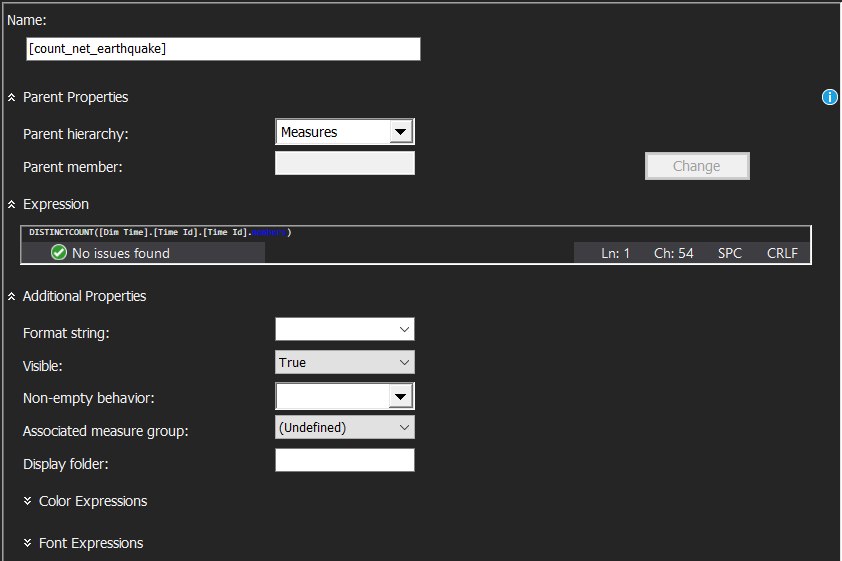 Name:
[count_net_earthquake]
Parent Properties
Parent hierarchy: Measures
Parent member:
Change
Expression
DISTINCTCOUNT([Dim Time].[Time Id].[Time Id]. )
No issues found Ln: 1 Ch: 54 SPC CRLF
Additional Properties
Format string:
Visible: True
Non-empty behavior:
Associated measure group: (Undefined)
Display folder:
Color Expressions
Font Expressions